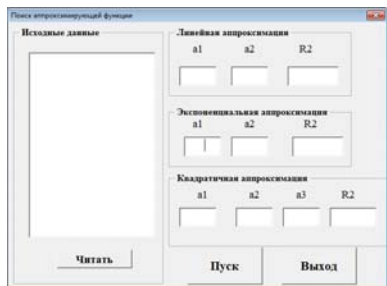 Поиск аппроксимирующей функции
Исходные данные
Читать
Линейная аппроксимация
a1 a2 R2
Экспоненциальная аппроксимация
a1 a2 R2
Квадратичная аппроксимация
a1 a2 a3 R2
Пуск Выход